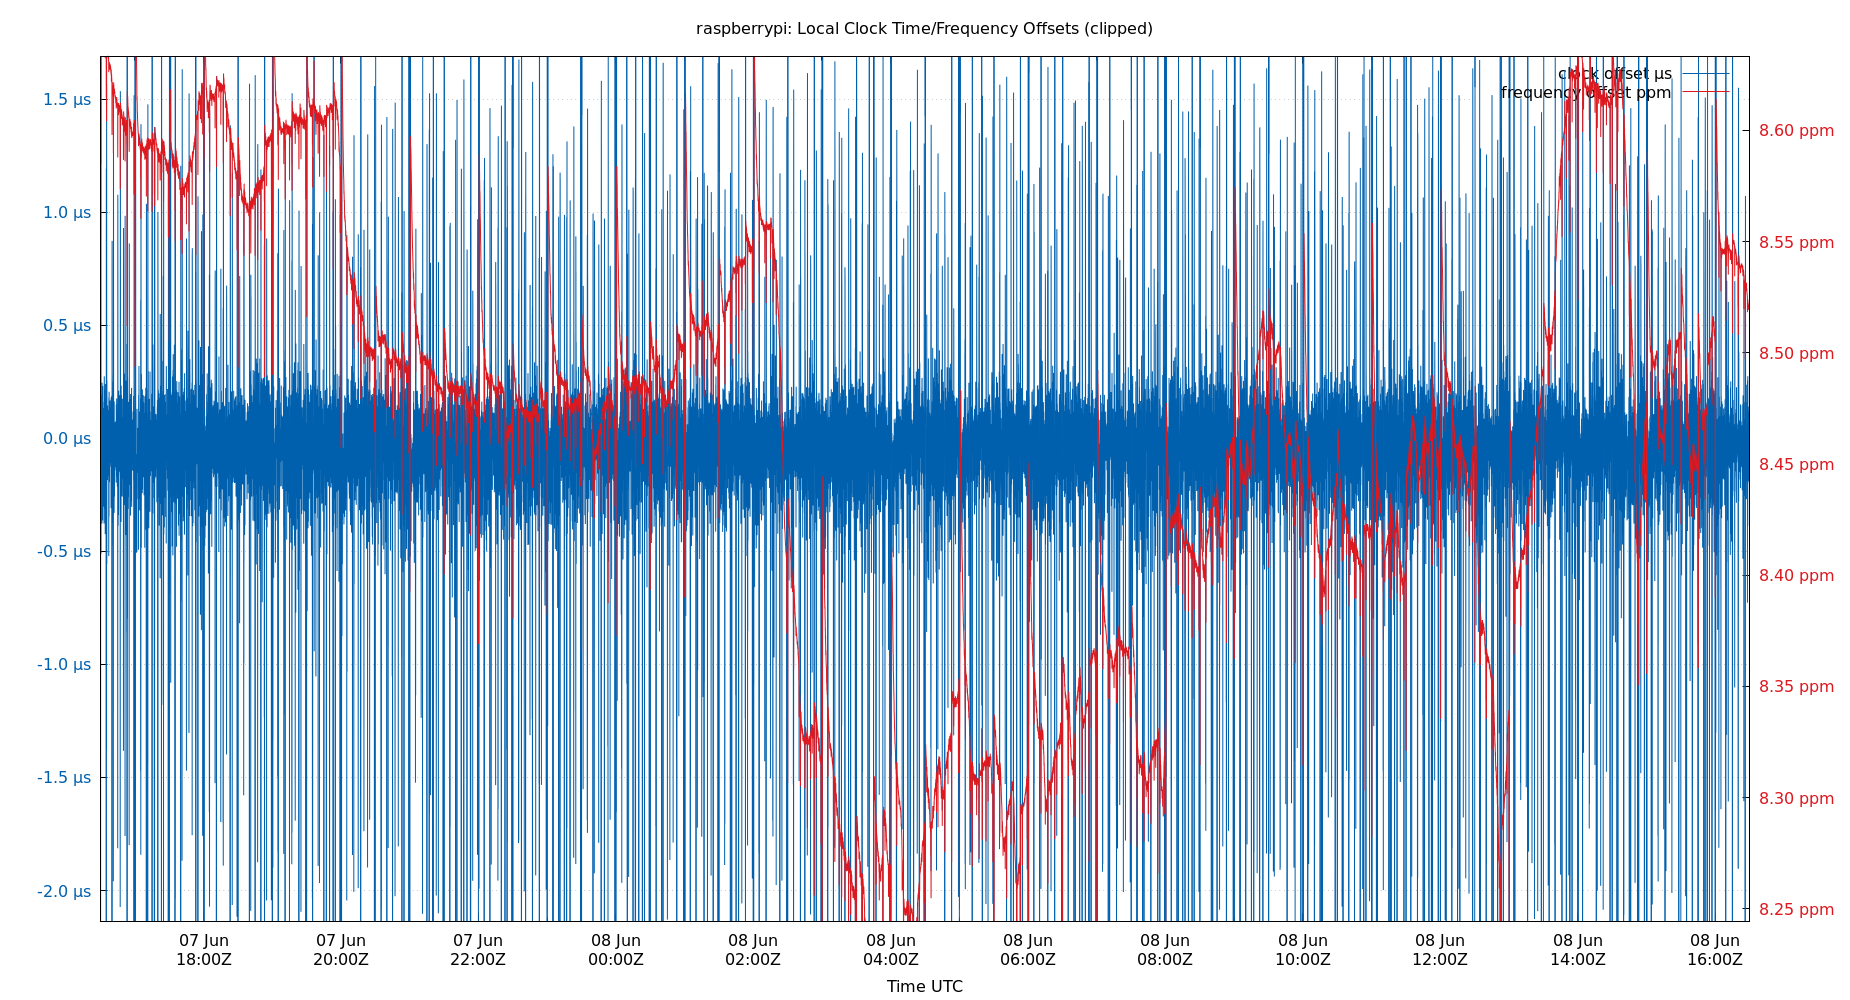 raspberrypi: Local Clock Time/Frequency Offsets (clipped)
clock offset µs
frequency offset ppm
1.5 µs
1.0 µs
0.5 µs
0.0 µs
-0.5 µs
-1.0 µs
-1.5 µs
-2.0 µs
8.60 ppm
8.55 ppm
8.50 ppm
8.45 ppm
8.40 ppm
8.35 ppm
8.30 ppm
8.25 ppm
07 Jun 07 Jun 07 Jun 08 Jun 08 Jun 08 Jun 08 Jun 08 Jun 08 Jun 08 Jun 08 Jun 08 Jun
18:00Z 20:00Z 22:00Z 00:00Z 02:00Z 04:00Z 06:00Z 08:00Z 10:00Z 12:00Z 14:00Z 16:00Z
Time UTC